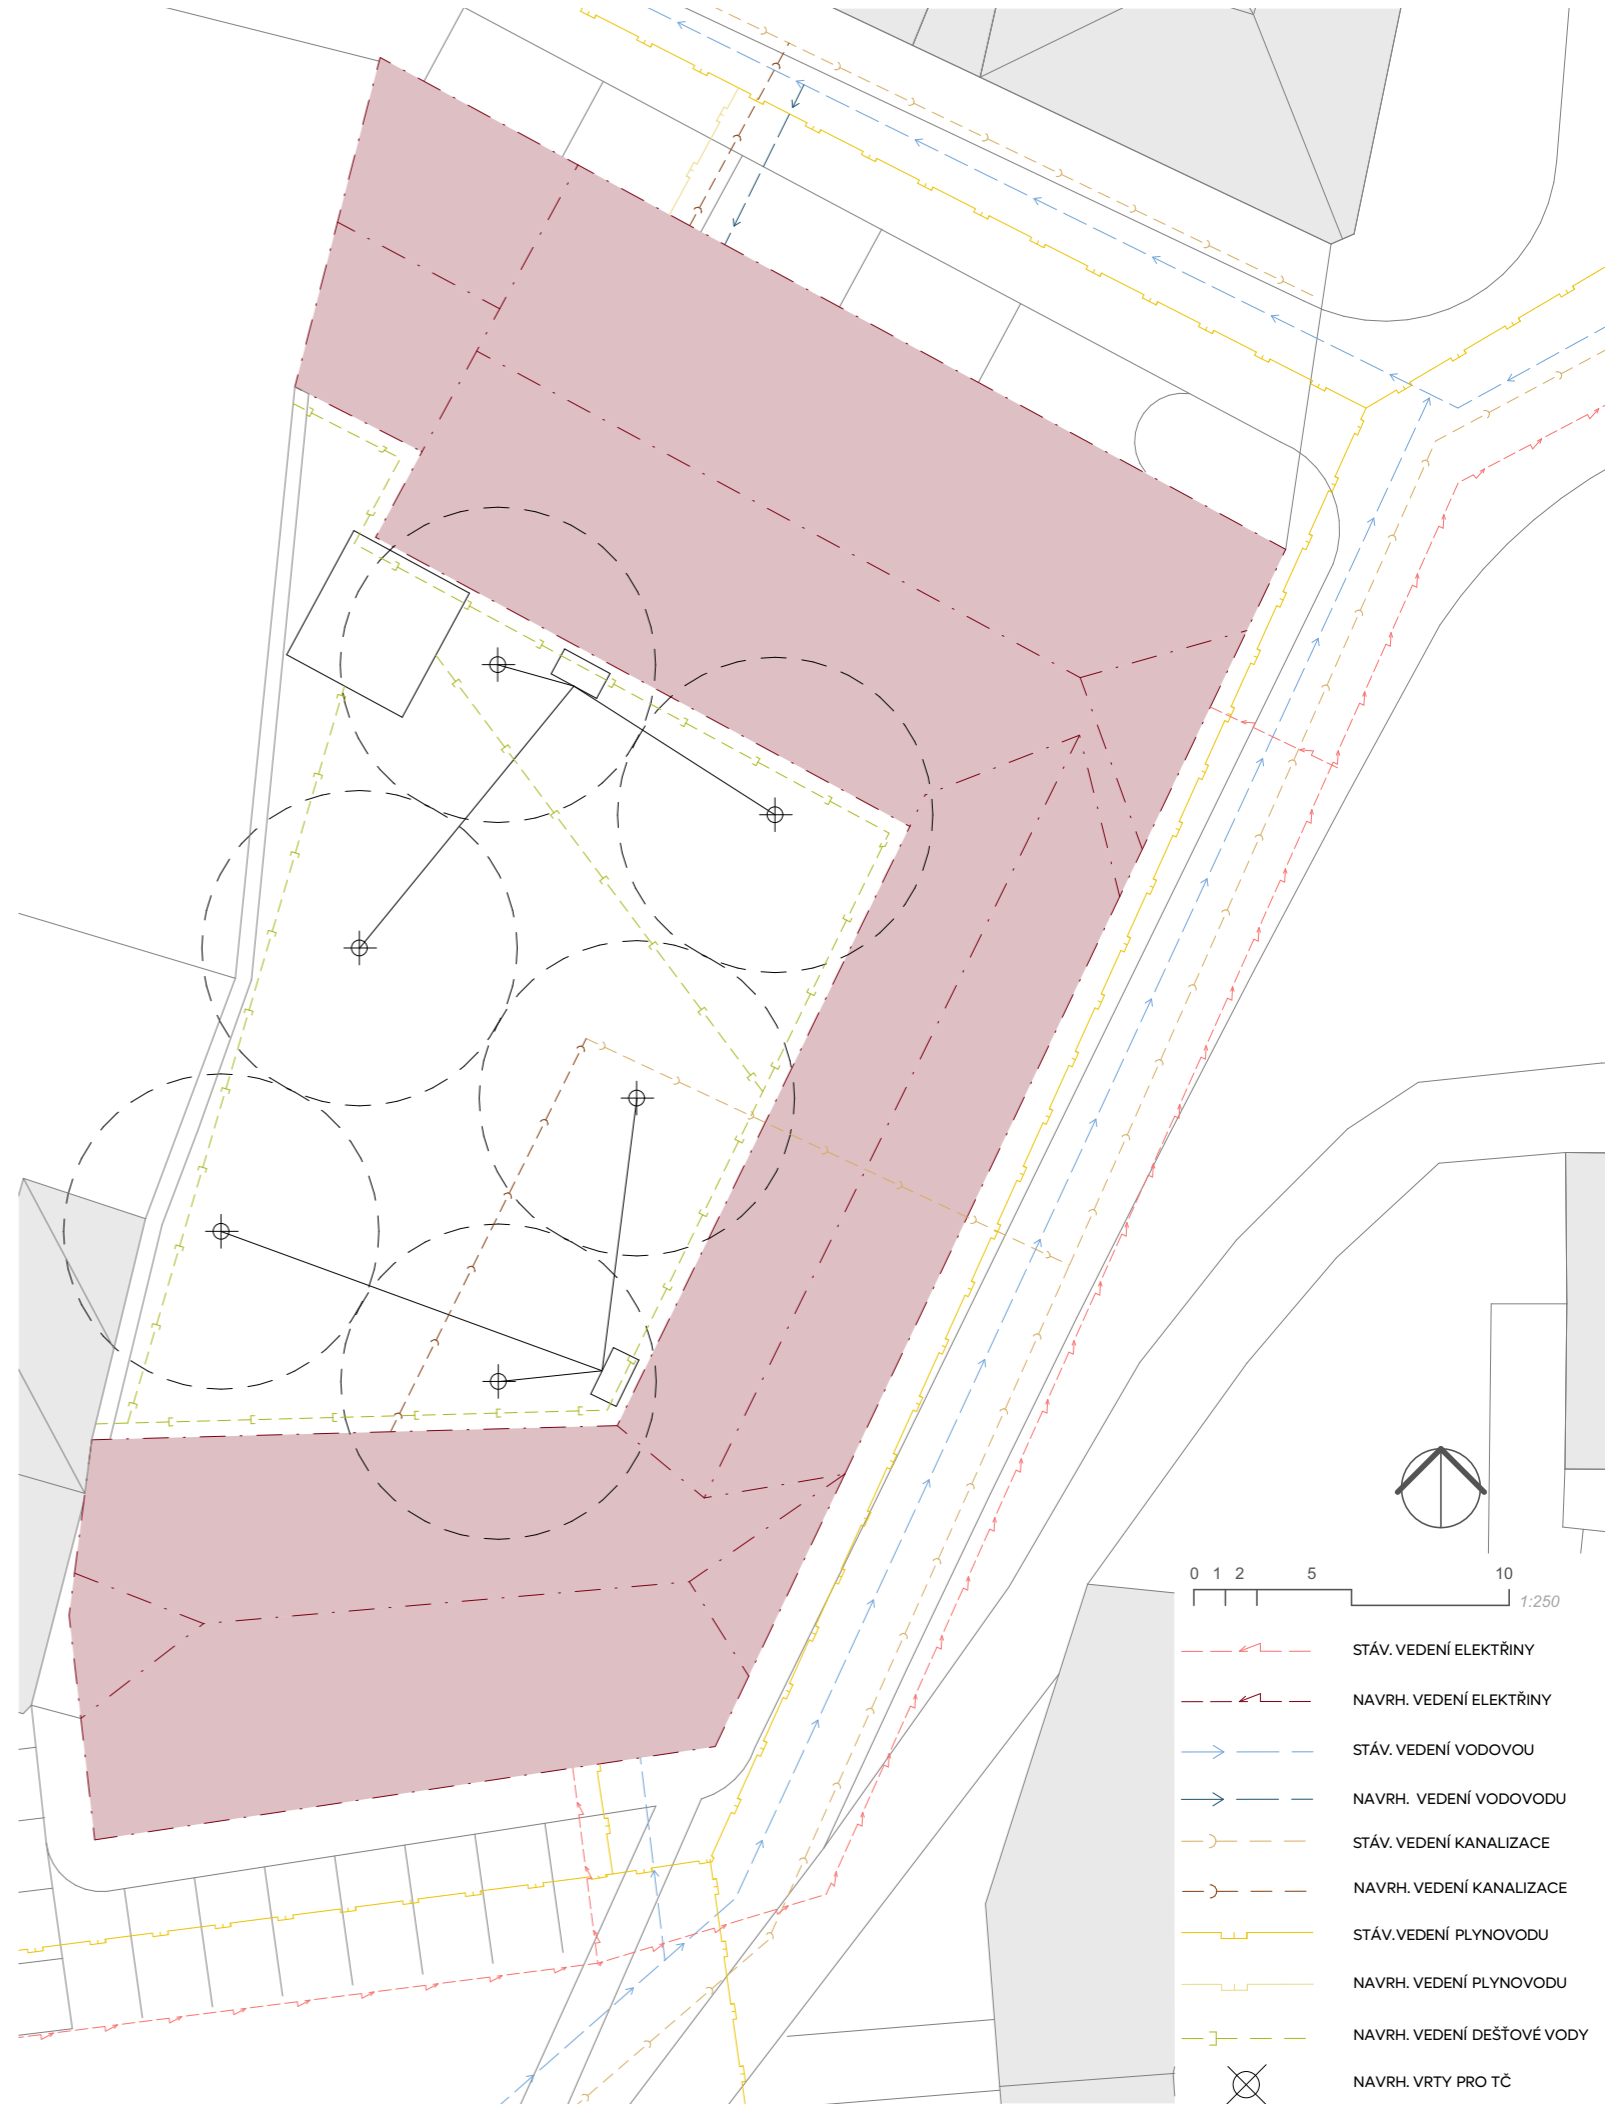 0 1 2 5 10
1:250
STÁV. VEDENÍ ELEKTŘINY
NAVRH. VEDENÍ ELEKTŘINY
STÁV. VEDENÍ VODOVOU
NAVRH. VEDENÍ VODOVODU
STÁV. VEDENÍ KANALIZACE
NAVRH. VEDENÍ KANALIZACE
STÁV. VEDENÍ PLYNOVODU
NAVRH. VEDENÍ PLYNOVODU
NAVRH. VEDENÍ DEŠŤOVÉ VODY
NAVRH. VRTY PRO TČ